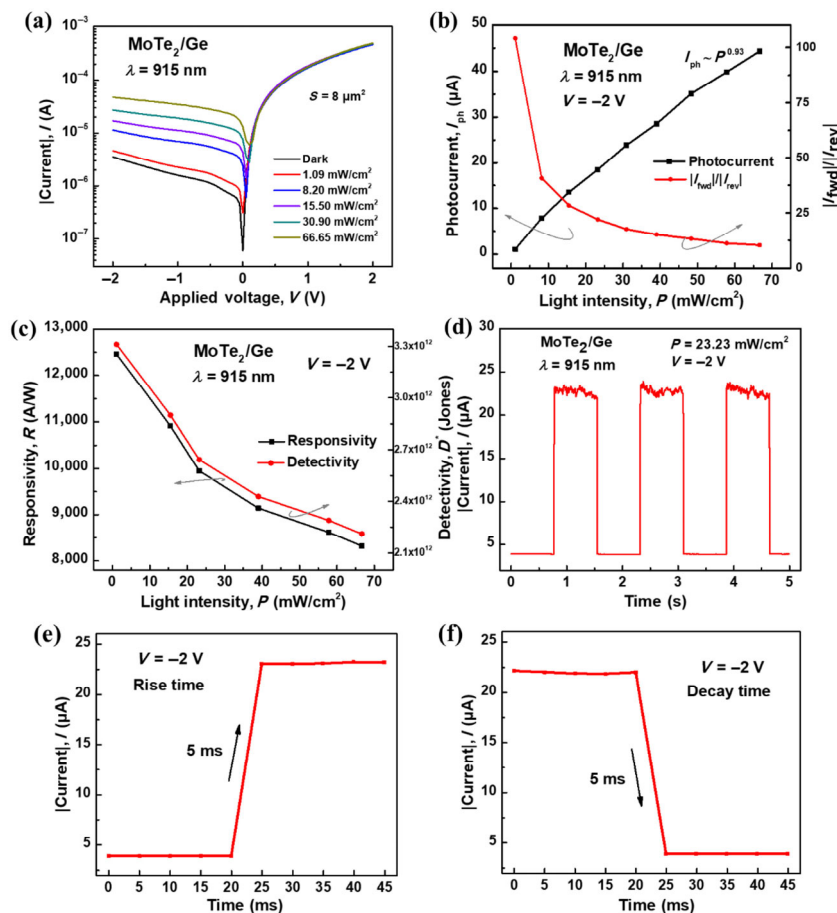 (a)
MoTe2/Ge
λ = 915 nm
S = 8 μm²
Dark
1.09 mW/cm²
8.20 mW/cm²
15.50 mW/cm²
30.90 mW/cm²
66.65 mW/cm²
10⁻³
10⁻⁴
10⁻⁵
10⁻⁶
10⁻⁷
|Current|, I (A)
−2 −1 0 1 2
Applied voltage, V (V)
(b)
MoTe2/Ge
λ = 915 nm
V = −2 V
Iph ~ P^0.93
Photocurrent
|Ifwd|/|Irev|
50
40
30
20
10
0
Photocurrent, Iph (μA)
100
75
50
25
0
|Ifwd|/|Irev|
0 10 20 30 40 50 60 70
Light intensity, P (mW/cm²)
(c)
MoTe2/Ge
λ = 915 nm
V = −2 V
Responsivity
Detectivity
13,000
12,000
11,000
10,000
9,000
8,000
Responsivity, R (A/W)
3.3x10¹²
3.0x10¹²
2.7x10¹²
2.4x10¹²
2.1x10¹²
Detectivity, D* (Jones)
0 10 20 30 40 50 60 70
Light intensity, P (mW/cm²)
(d)
MoTe2/Ge
λ = 915 nm
P = 23.23 mW/cm²
V = −2 V
30
25
20
15
10
5
0
|Current|, I (μA)
0 1 2 3 4 5
Time (s)
(e)
V = −2 V
Rise time
5 ms
25
20
15
10
5
0
|Current|, I (μA)
0 5 10 15 20 25 30 35 40 45
Time (ms)
(f)
V = −2 V
Decay time
5 ms
25
20
15
10
5
0
|Current|, I (μA)
0 5 10 15 20 25 30 35 40 45
Time (ms)